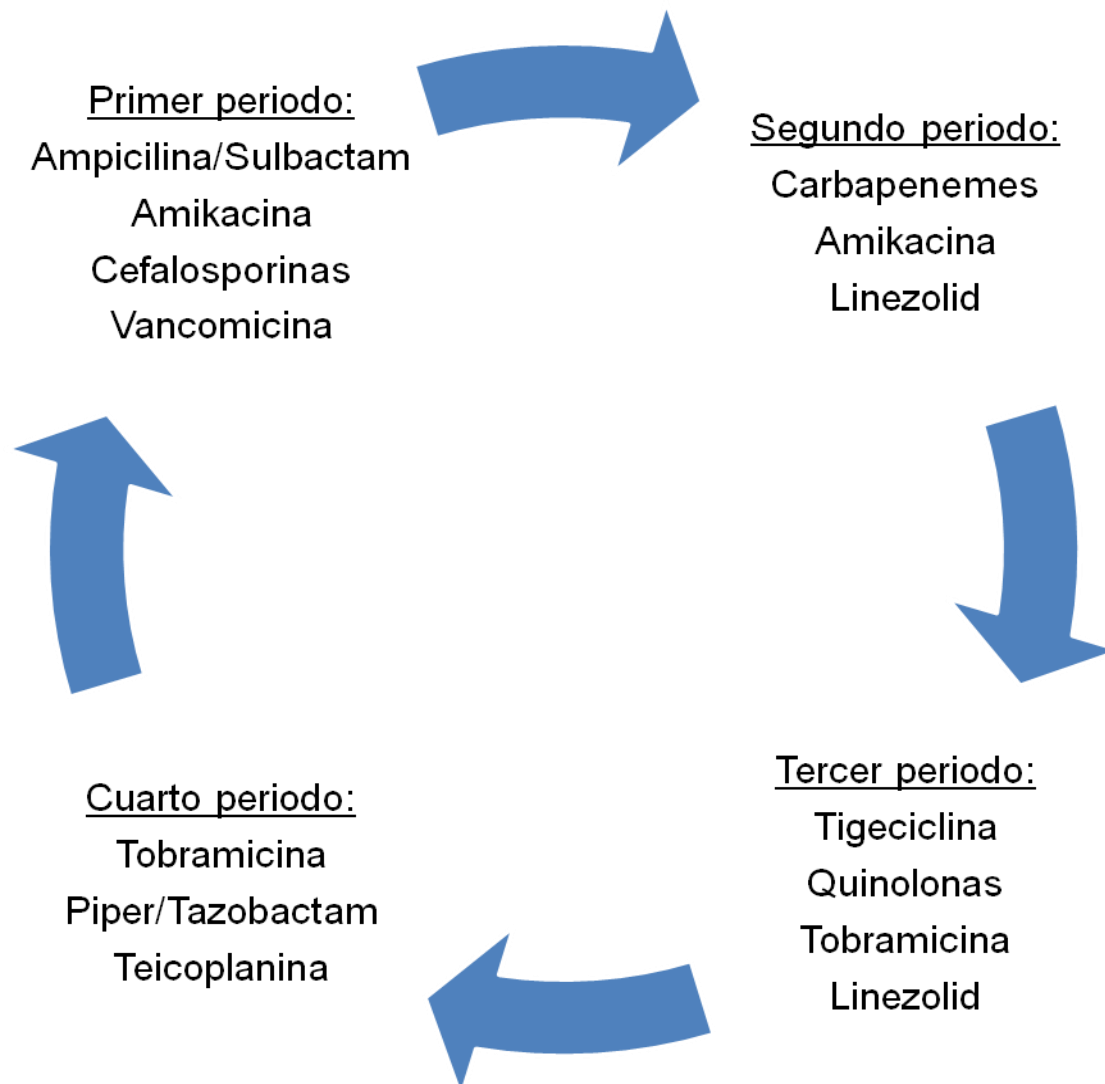 Primer periodo:
Ampicilina/Sulbactam
Amikacina
Cefalosporinas
Vancomicina
Segundo periodo:
Carbapenemes
Amikacina
Linezolid
Tercer periodo:
Tigeciclina
Quinolonas
Tobramicina
Linezolid
Cuarto periodo:
Tobramicina
Piper/Tazobactam
Teicoplanina